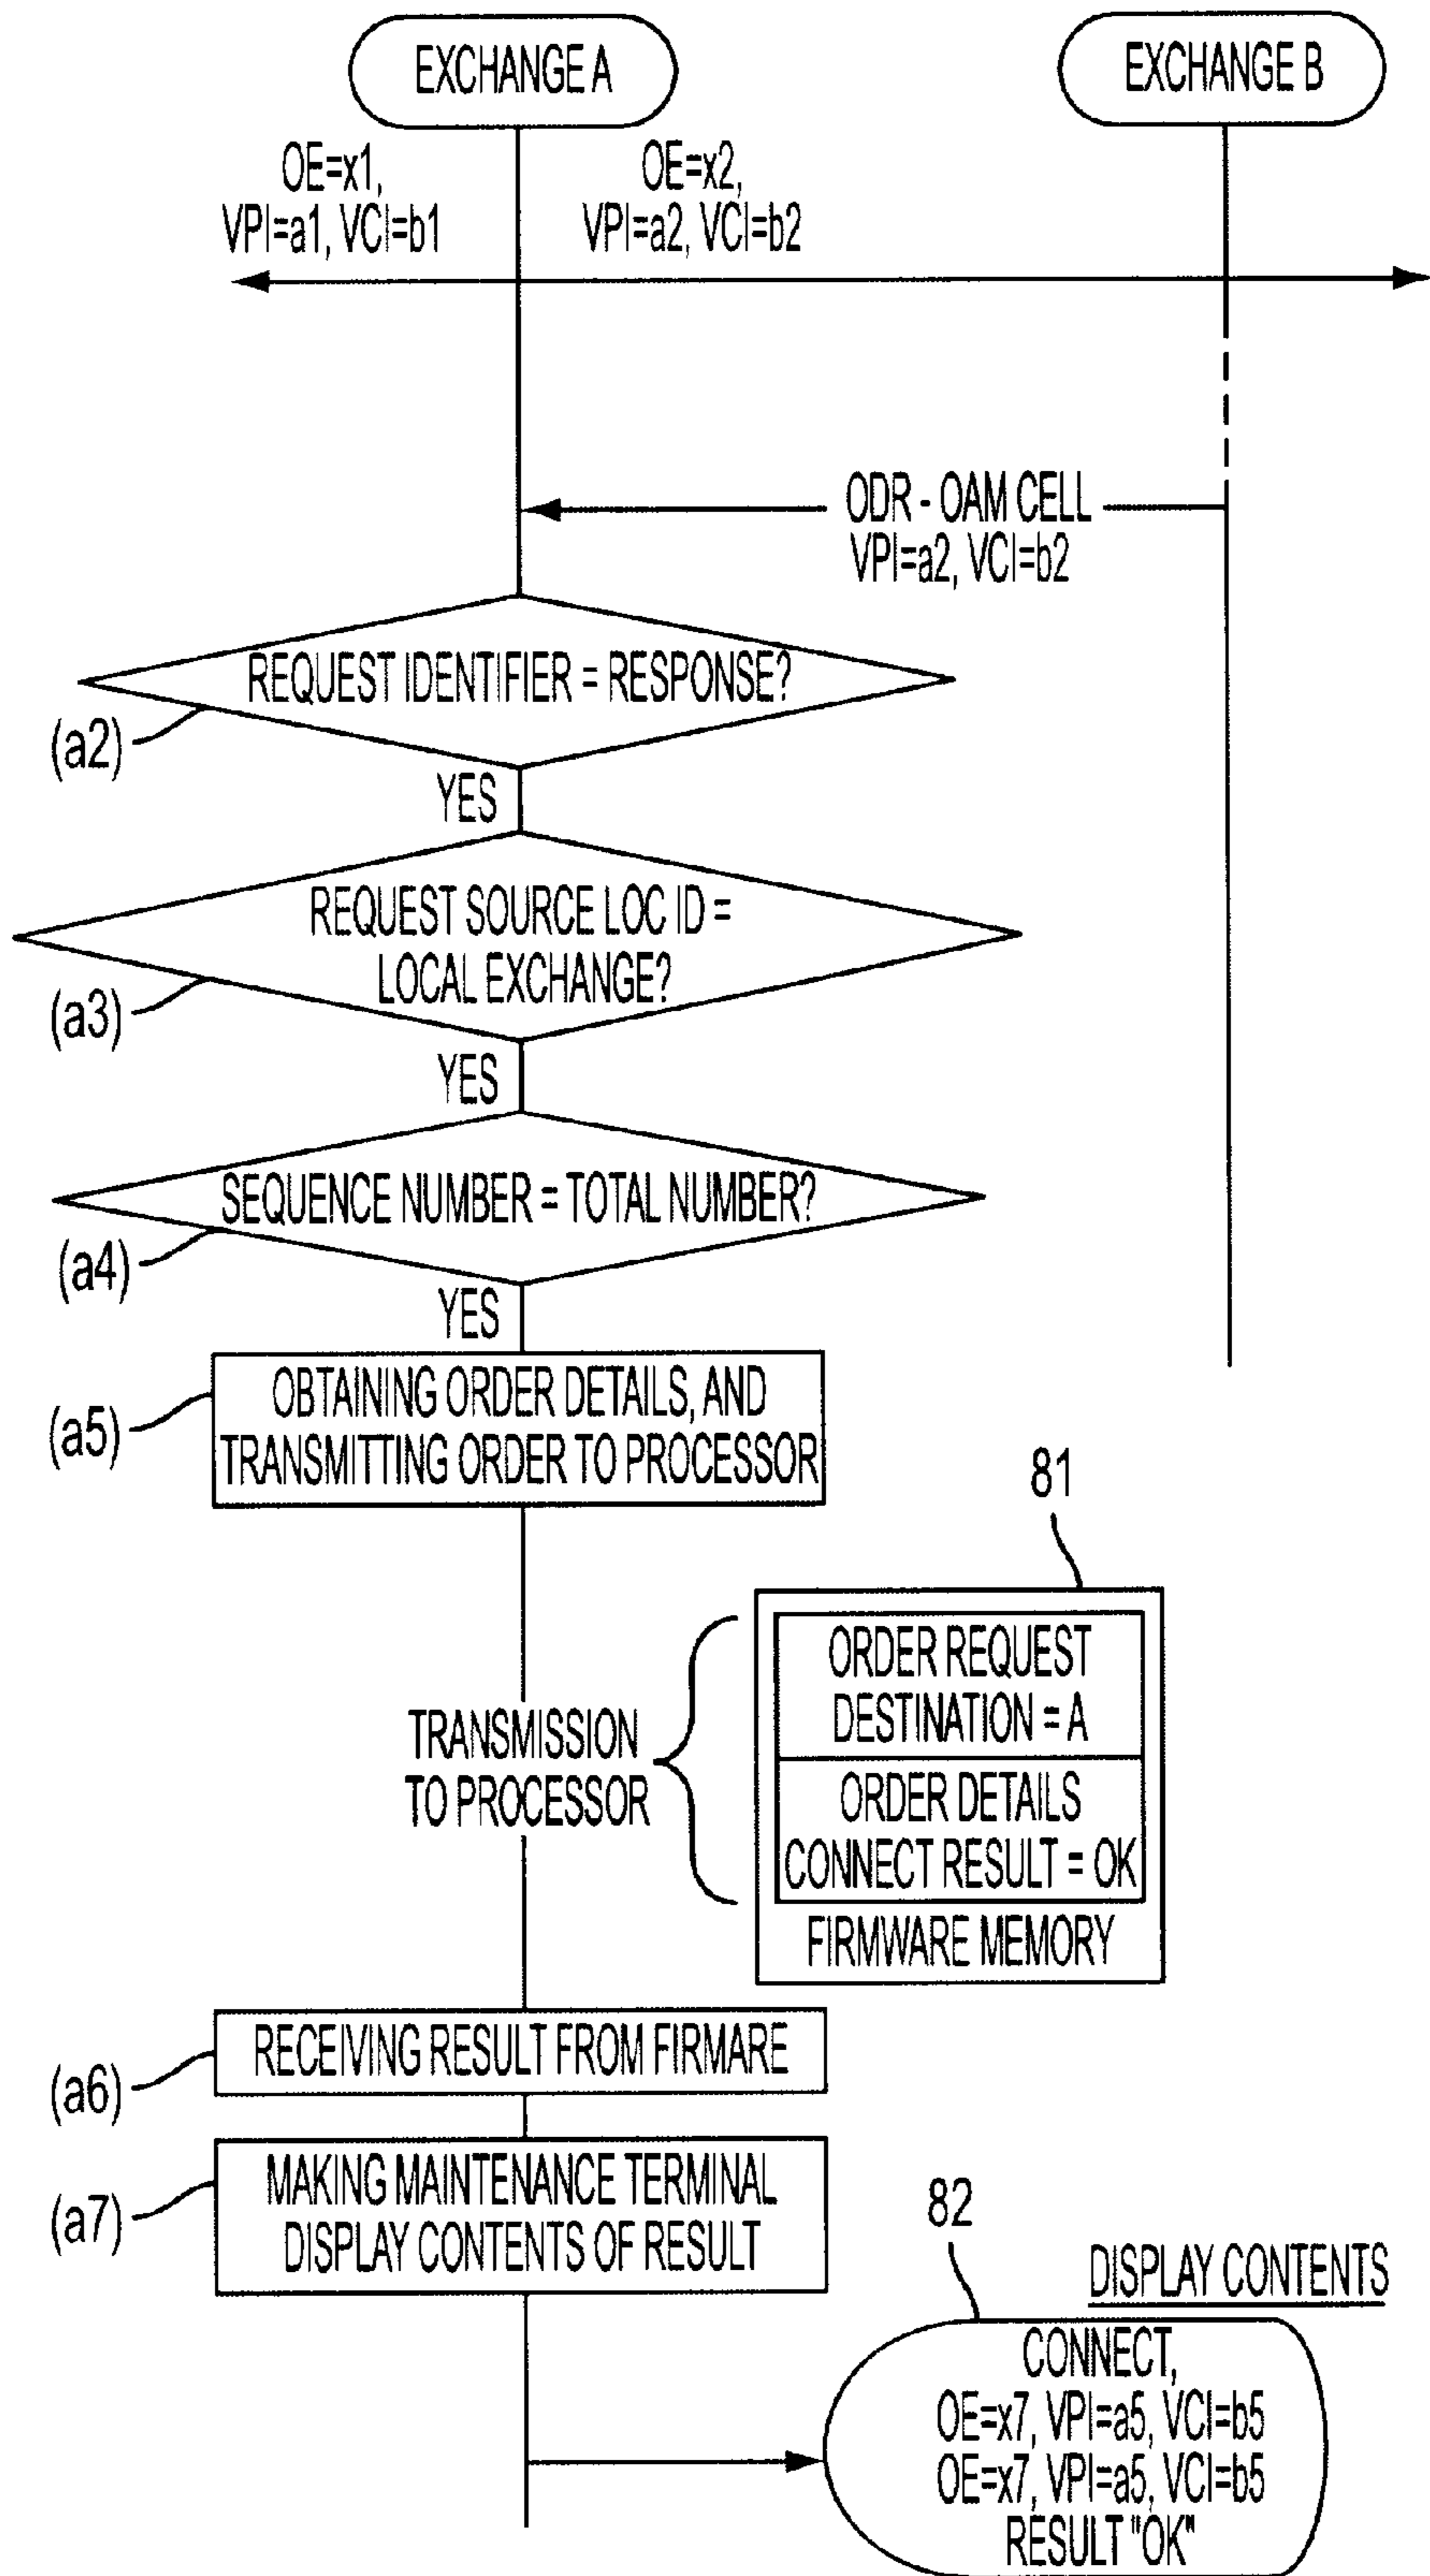 EXCHANGE A
EXCHANGE B
OE=x1,
VPI=a1, VCI=b1
OE=x2,
VPI=a2, VCI=b2
ODR - OAM CELL
VPI=a2, VCI=b2
REQUEST IDENTIFIER = RESPONSE?
(a2)
YES
REQUEST SOURCE LOC ID =
LOCAL EXCHANGE?
(a3)
YES
SEQUENCE NUMBER = TOTAL NUMBER?
(a4)
YES
OBTAINING ORDER DETAILS, AND
TRANSMITTING ORDER TO PROCESSOR
(a5)
81
ORDER REQUEST
DESTINATION = A
TRANSMISSION
TO PROCESSOR
ORDER DETAILS
CONNECT RESULT = OK
FIRMWARE MEMORY
RECEIVING RESULT FROM FIRMARE
(a6)
MAKING MAINTENANCE TERMINAL
DISPLAY CONTENTS OF RESULT
(a7)
82
DISPLAY CONTENTS
CONNECT,
OE=x7, VPI=a5, VCI=b5
OE=x7, VPI=a5, VCI=b5
RESULT "OK"